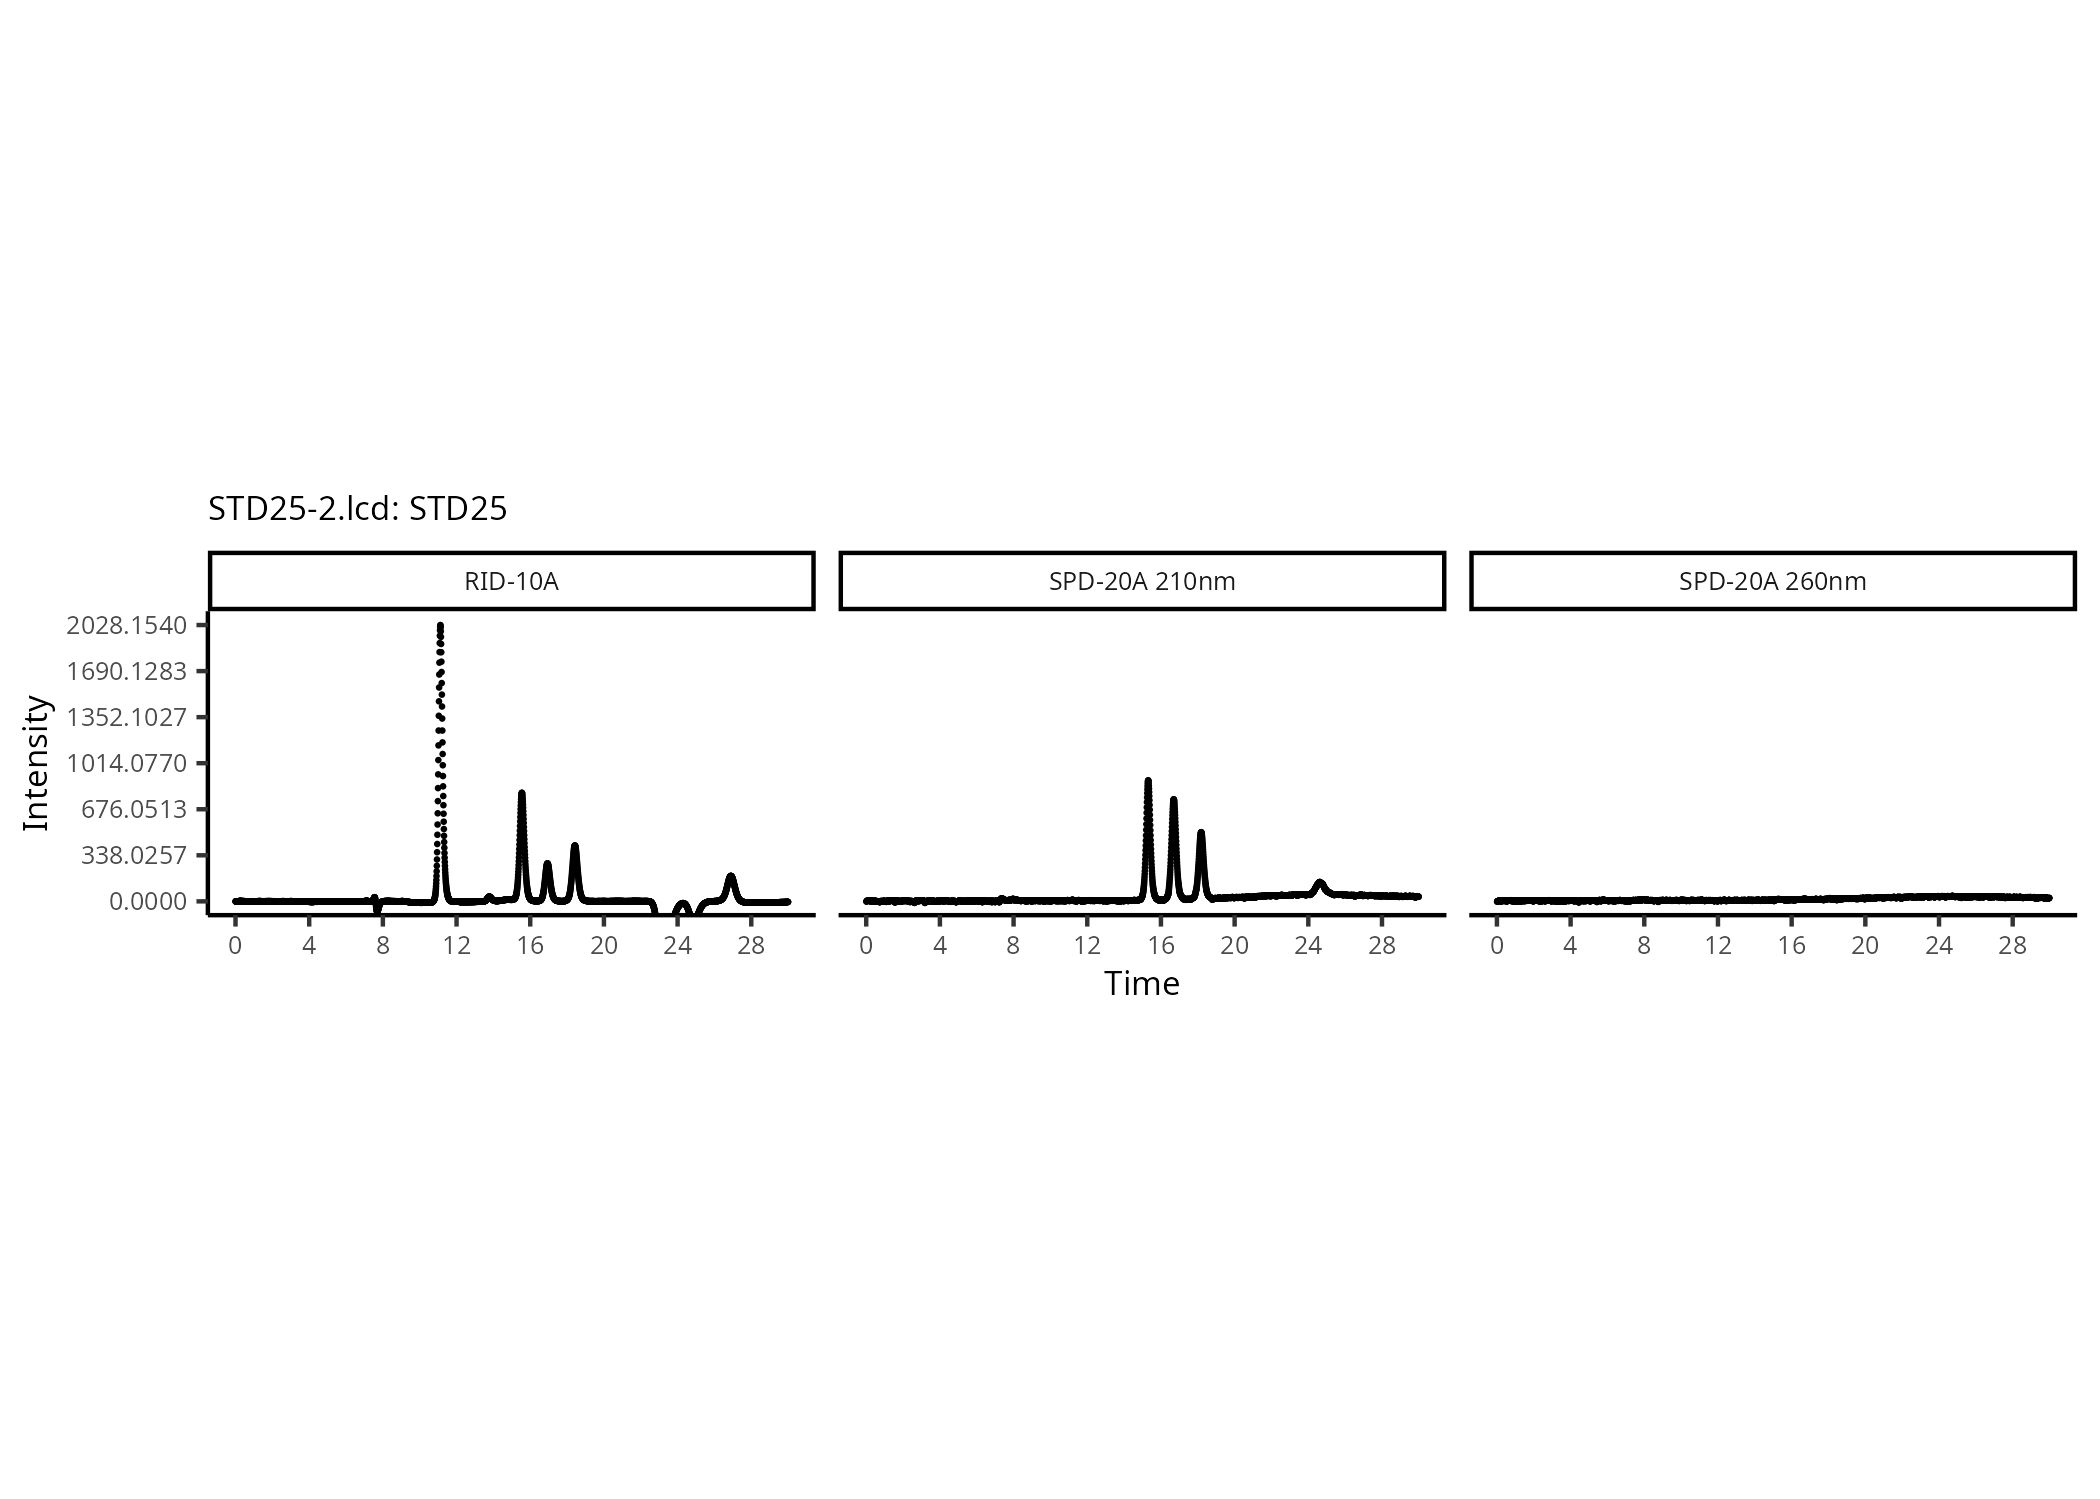 STD25-2.lcd: STD25
RID-10A
SPD-20A 210nm
SPD-20A 260nm
Intensity
2028.1540
1690.1283
1352.1027
1014.0770
676.0513
338.0257
0.0000
0 4 8 12 16 20 24 28
0 4 8 12 16 20 24 28
0 4 8 12 16 20 24 28
Time